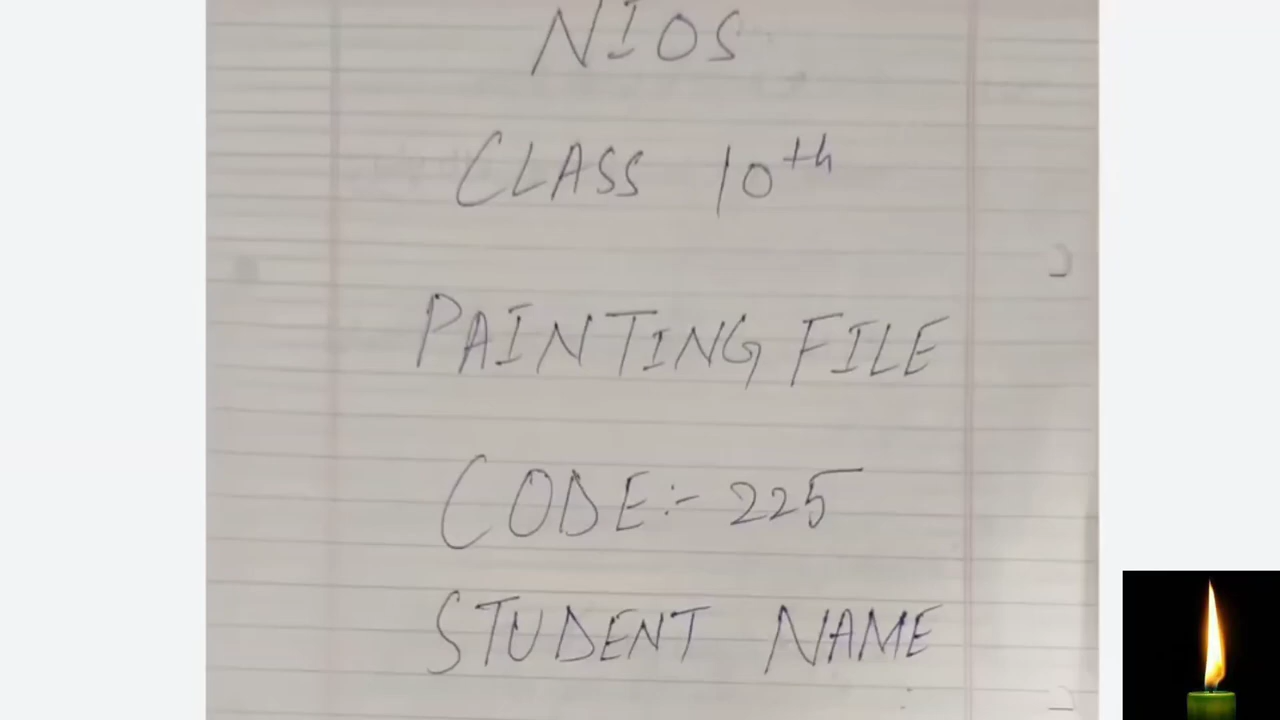 NIOS
CLASS 10th
PAINTING FILE
CODE:- 225
STUDENT NAME